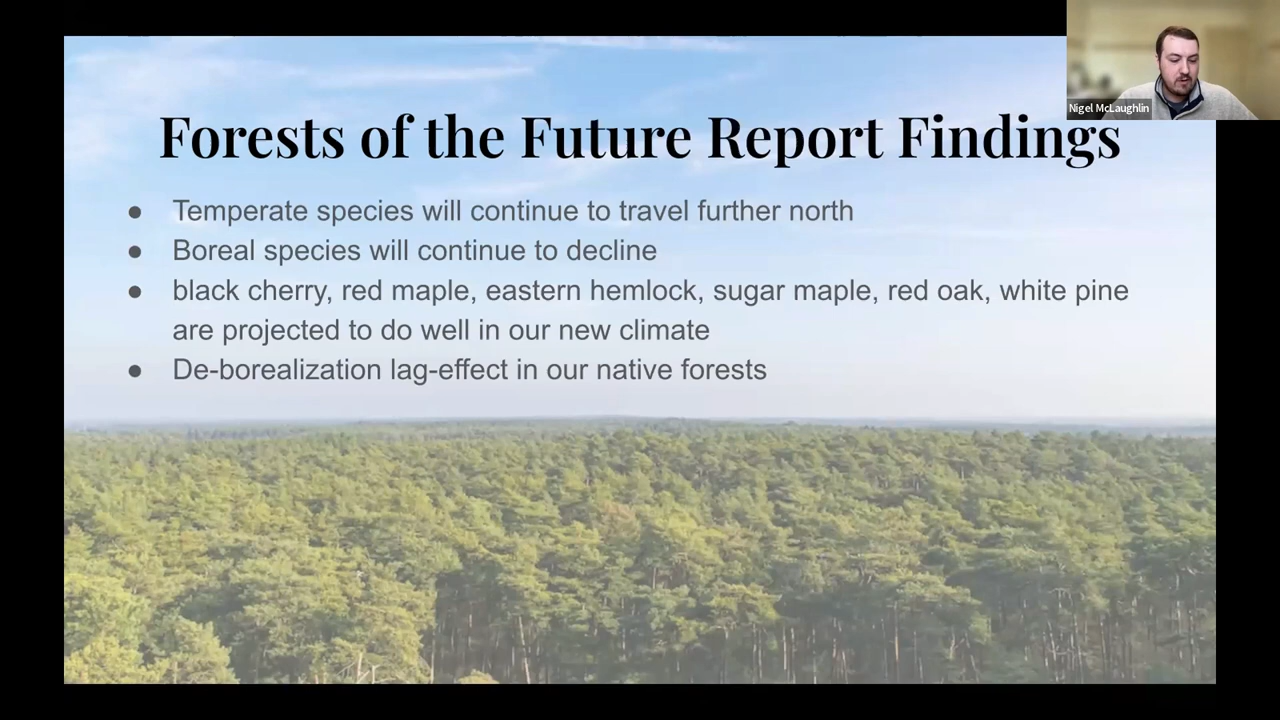 Nigel McLaughlin
Forests of the Future Report Findings
● Temperate species will continue to travel further north
● Boreal species will continue to decline
● black cherry, red maple, eastern hemlock, sugar maple, red oak, white pine
are projected to do well in our new climate
● De-borealization lag-effect in our native forests